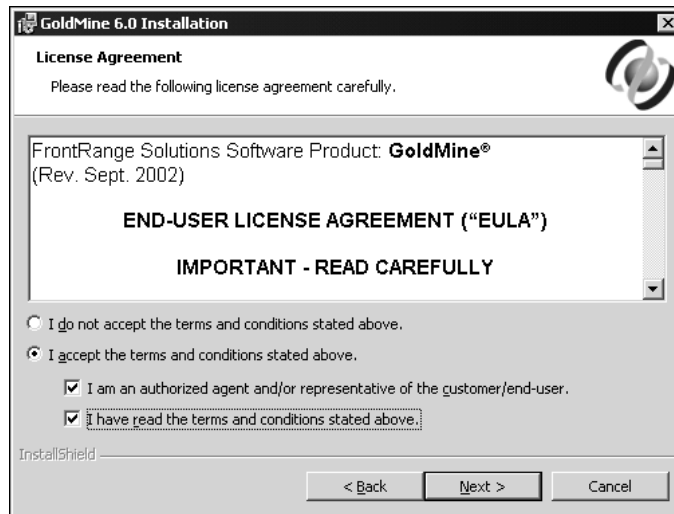 GoldMine 6.0 Installation
License Agreement
Please read the following license agreement carefully.
FrontRange Solutions Software Product: GoldMine®
(Rev. Sept. 2002)
END-USER LICENSE AGREEMENT (“EULA”)
IMPORTANT - READ CAREFULLY
I do not accept the terms and conditions stated above.
I accept the terms and conditions stated above.
I am an authorized agent and/or representative of the customer/end-user.
I have read the terms and conditions stated above.
InstallShield
< Back Next > Cancel